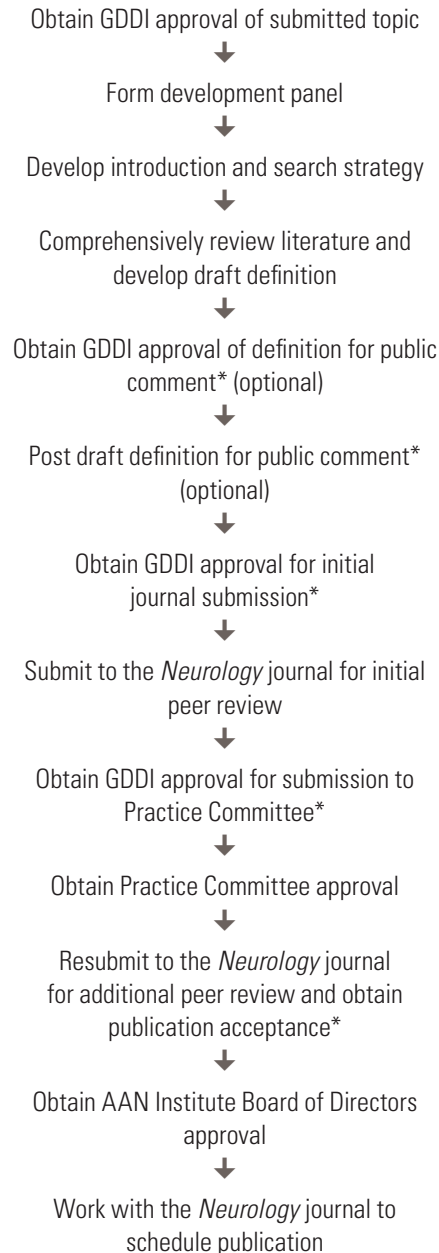 Obtain GDDI approval of submitted topic
Form development panel
Develop introduction and search strategy
Comprehensively review literature and
develop draft definition
Obtain GDDI approval of definition for public
comment* (optional)
Post draft definition for public comment*
(optional)
Obtain GDDI approval for initial
journal submission*
Submit to the Neurology journal for initial
peer review
Obtain GDDI approval for submission to
Practice Committee*
Obtain Practice Committee approval
Resubmit to the Neurology journal
for additional peer review and obtain
publication acceptance*
Obtain AAN Institute Board of Directors
approval
Work with the Neurology journal to
schedule publication